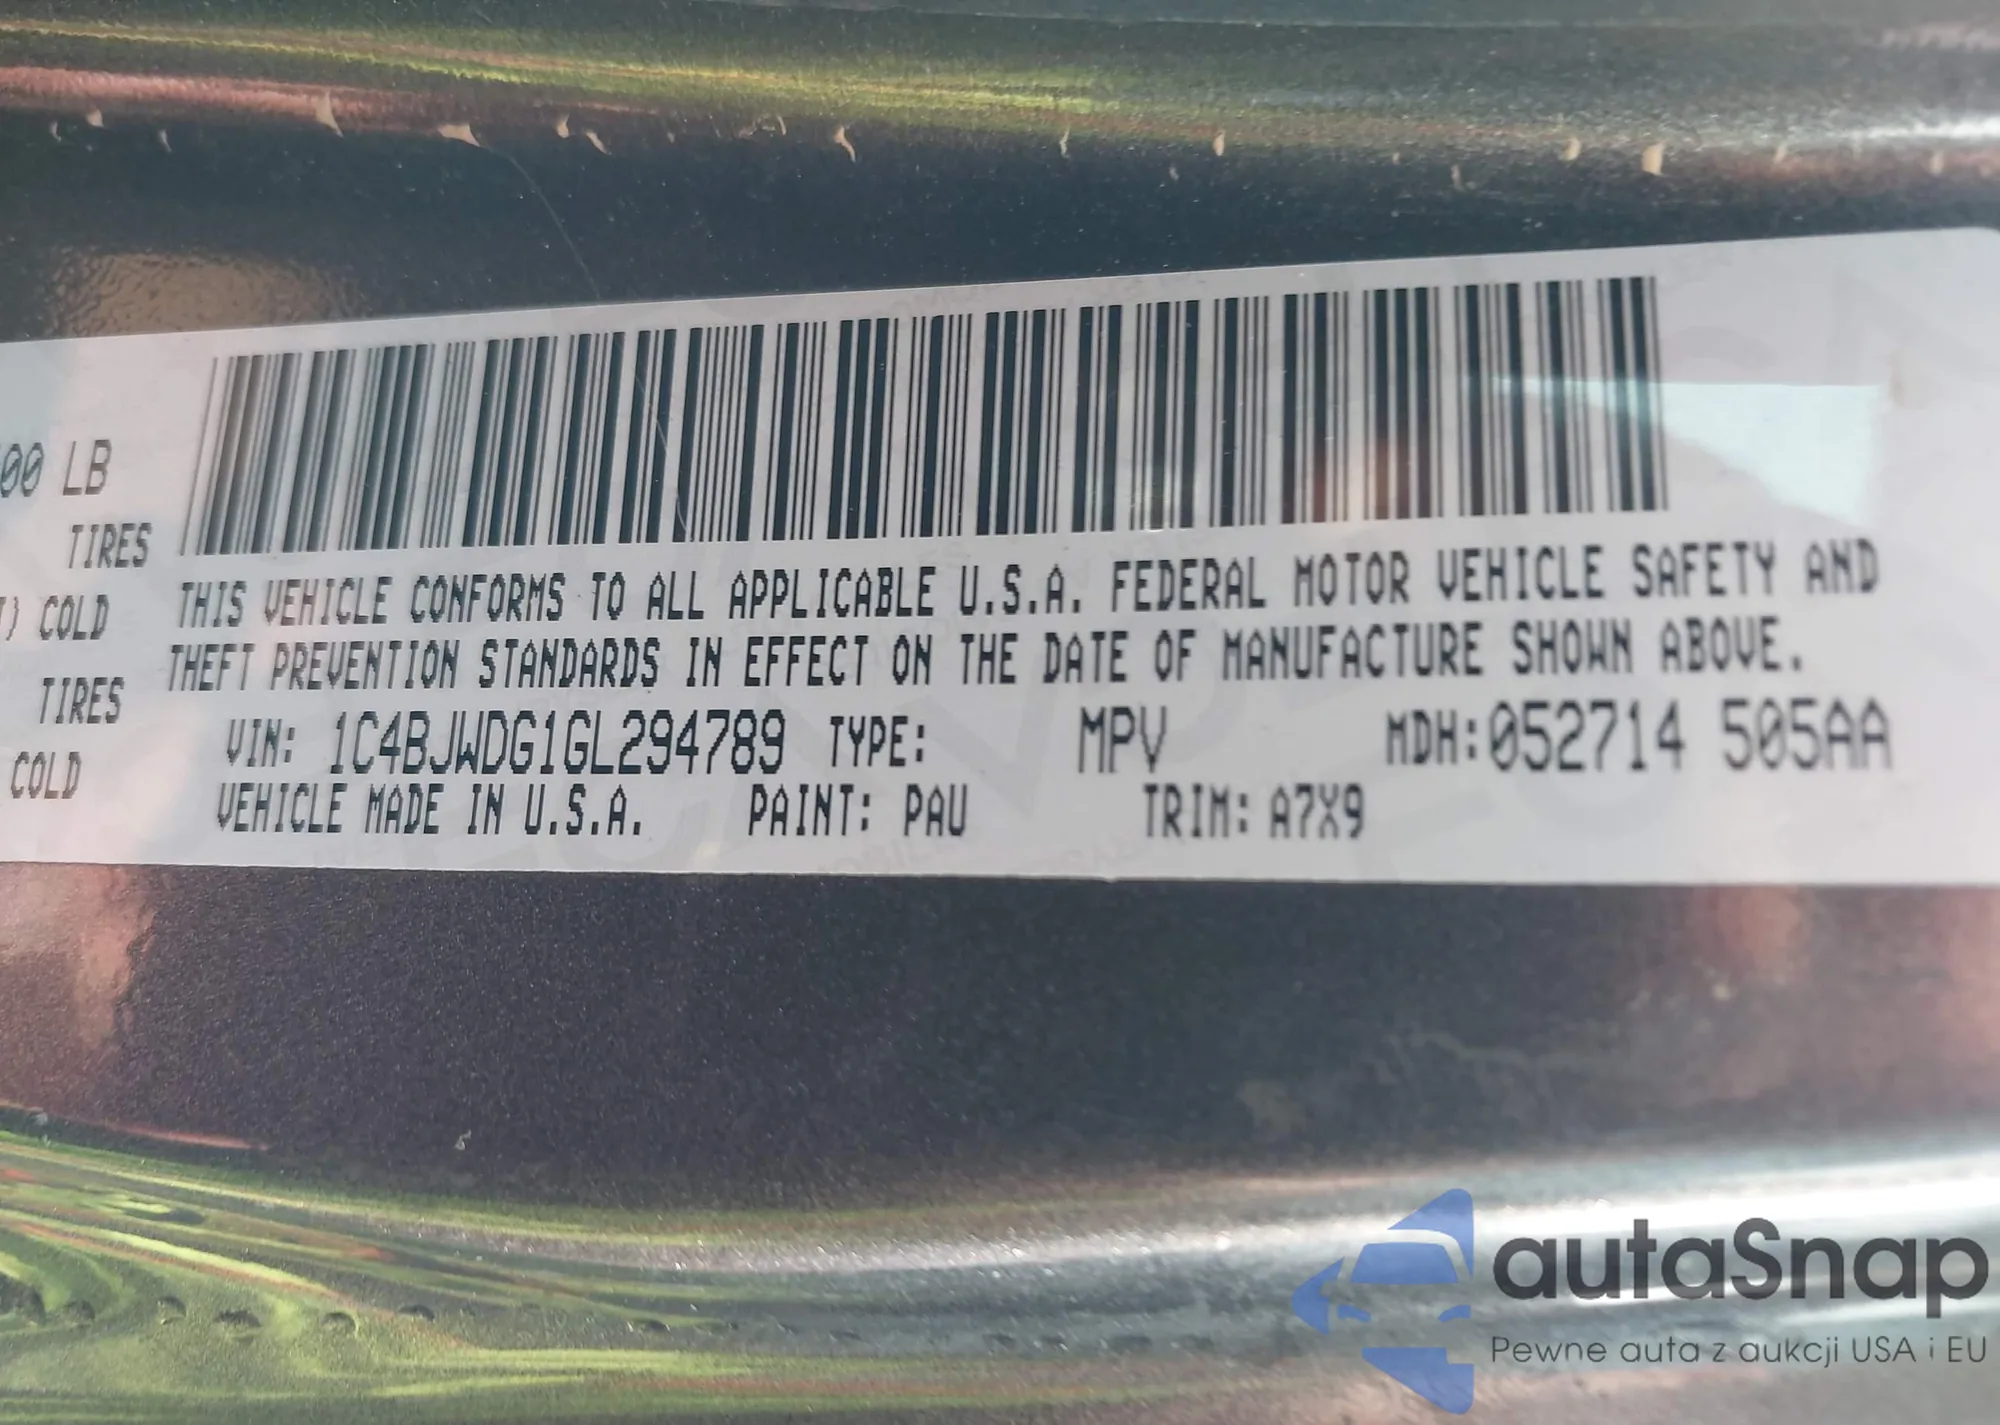 00 LB
TIRES
COLD
TIRES
COLD
THIS VEHICLE CONFORMS TO ALL APPLICABLE U.S.A. FEDERAL MOTOR VEHICLE SAFETY AND
THEFT PREVENTION STANDARDS IN EFFECT ON THE DATE OF MANUFACTURE SHOWN ABOVE.
VIN: 1C4BJWDG1GL294789 TYPE: MPV MDH:052714 505AA
VEHICLE MADE IN U.S.A. PAINT: PAU TRIM: A7X9
autaSnap
Pewne auta z aukcji USA i EU